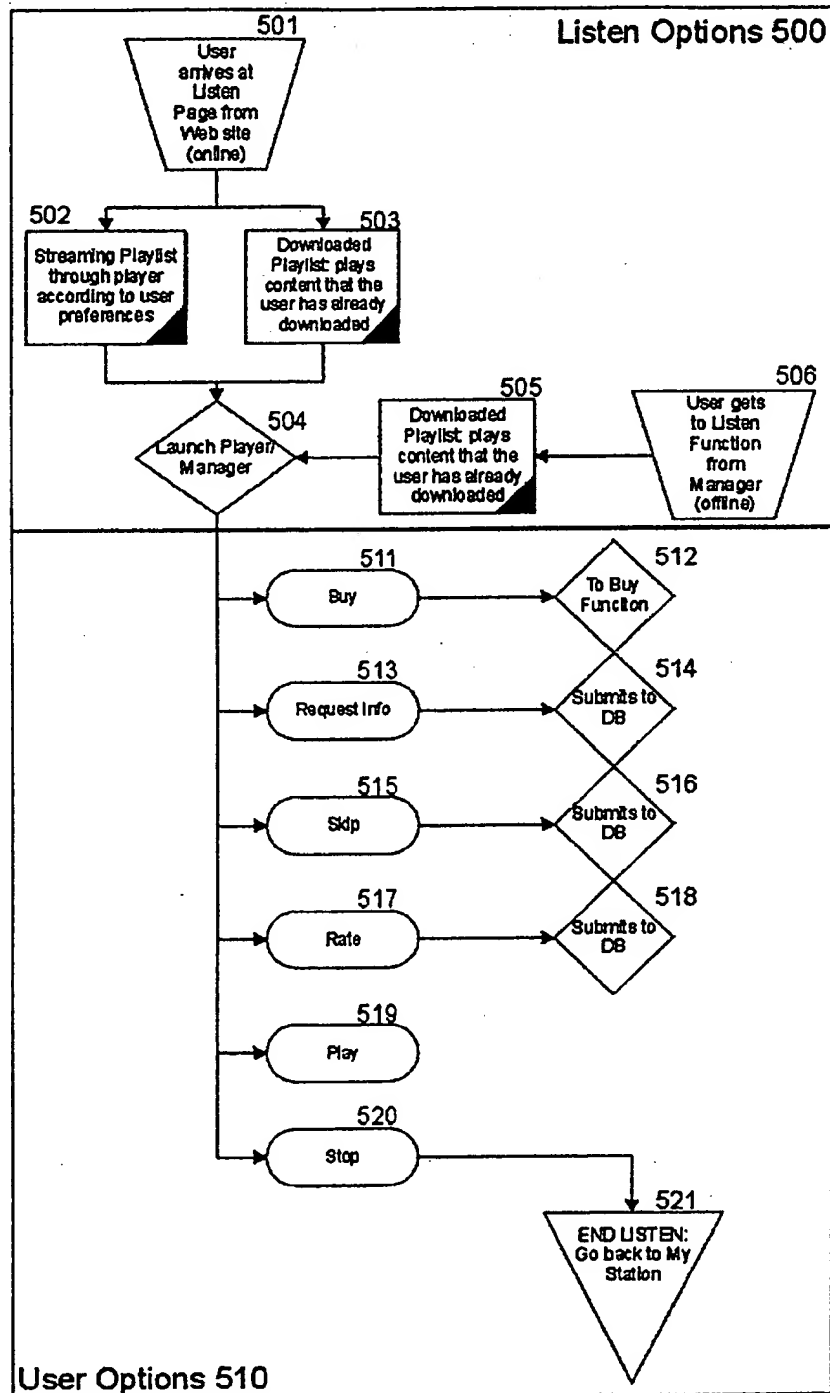 Listen Options 500
501
User
arrives at
Listen
Page from
Web site
(online)
502
Streaming Playlist
through player
according to user
preferences
503
Downloaded
Playlist: plays
content that the
user has already
downloaded
504
Launch Player/
Manager
505
Downloaded
Playlist: plays
content that the
user has already
downloaded
506
User gets
to Listen
Function
from
Manager
(offline)
511
Buy
512
To Buy
Function
513
Request Info
514
Submits to
DB
515
Skip
516
Submits to
DB
517
Rate
518
Submits to
DB
519
Play
520
Stop
521
END LISTEN:
Go back to My
Station
User Options 510